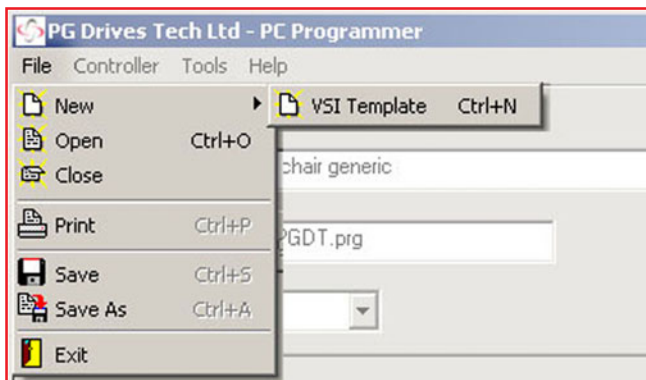 PG Drives Tech Ltd - PC Programmer
File Controller Tools Help
New
VSI Template Ctrl+N
Open Ctrl+O
Close
chair generic
Print Ctrl+P
PGDT.prg
Save Ctrl+S
Save As Ctrl+A
Exit